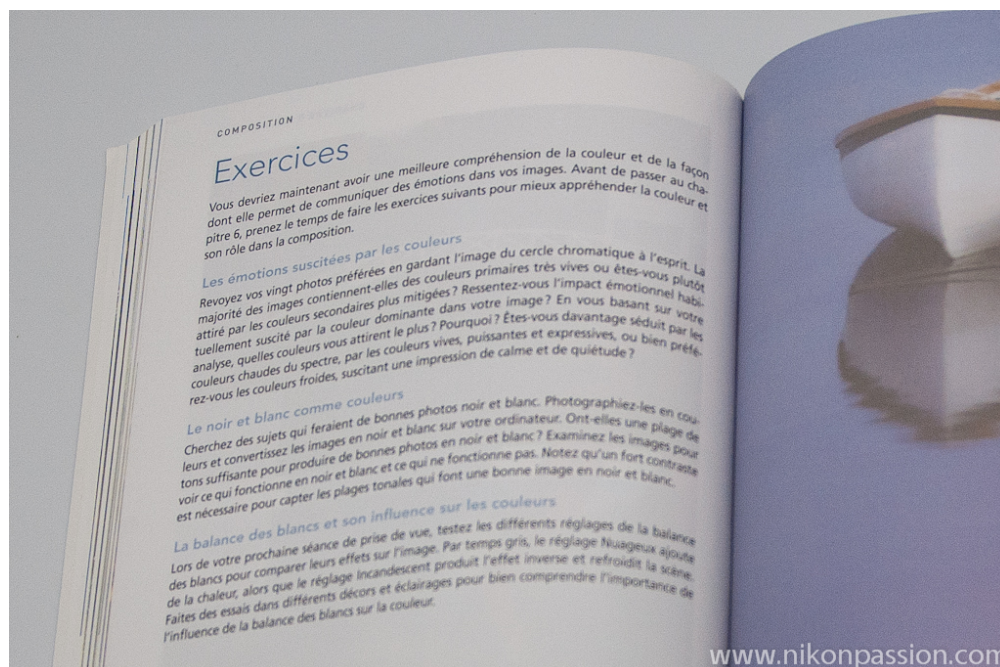 COMPOSITION
Exercices
Vous devriez maintenant avoir une meilleure compréhension de la couleur et de la façon
dont elle permet de communiquer des émotions dans vos images. Avant de passer au cha-
pitre 6, prenez le temps de faire les exercices suivants pour mieux appréhender la couleur et
son rôle dans la composition.
Les émotions suscitées par les couleurs
Revoyez vos vingt photos préférées en gardant l'image du cercle chromatique à l'esprit. La
majorité des images contiennent-elles des couleurs primaires très vives ou êtes-vous plutôt
attiré par les couleurs secondaires plus mitigées ? Ressentez-vous l'impact émotionnel habi-
tuellement suscité par la couleur dominante dans votre image ? En vous basant sur votre
analyse, quelles couleurs vous attirent le plus ? Pourquoi ? Êtes-vous davantage séduit par les
couleurs chaudes du spectre, par les couleurs vives, puissantes et expressives, ou bien préfé-
rez-vous les couleurs froides, suscitant une impression de calme et de quiétude ?
Le noir et blanc comme couleurs
Cherchez des sujets qui feraient de bonnes photos noir et blanc. Photographiez-les en cou-
leurs et convertissez les images en noir et blanc sur votre ordinateur. Ont-elles une plage de
tons suffisante pour produire de bonnes photos en noir et blanc ? Examinez les images pour
voir ce qui fonctionne en noir et blanc et ce qui ne fonctionne pas. Notez qu'un fort contraste
est nécessaire pour capter les plages tonales qui font une bonne image en noir et blanc.
La balance des blancs et son influence sur les couleurs
Lors de votre prochaine séance de prise de vue, testez les différents réglages de la balance
des blancs pour comparer leurs effets sur l'image. Par temps gris, le réglage Nuageux ajoute
de la chaleur, alors que le réglage Incandescent produit l'effet inverse et refroidit la scène.
Faites des essais dans différents décors et éclairages pour bien comprendre l'importance de
l'influence de la balance des blancs sur la couleur.
www.nikonpassion.com